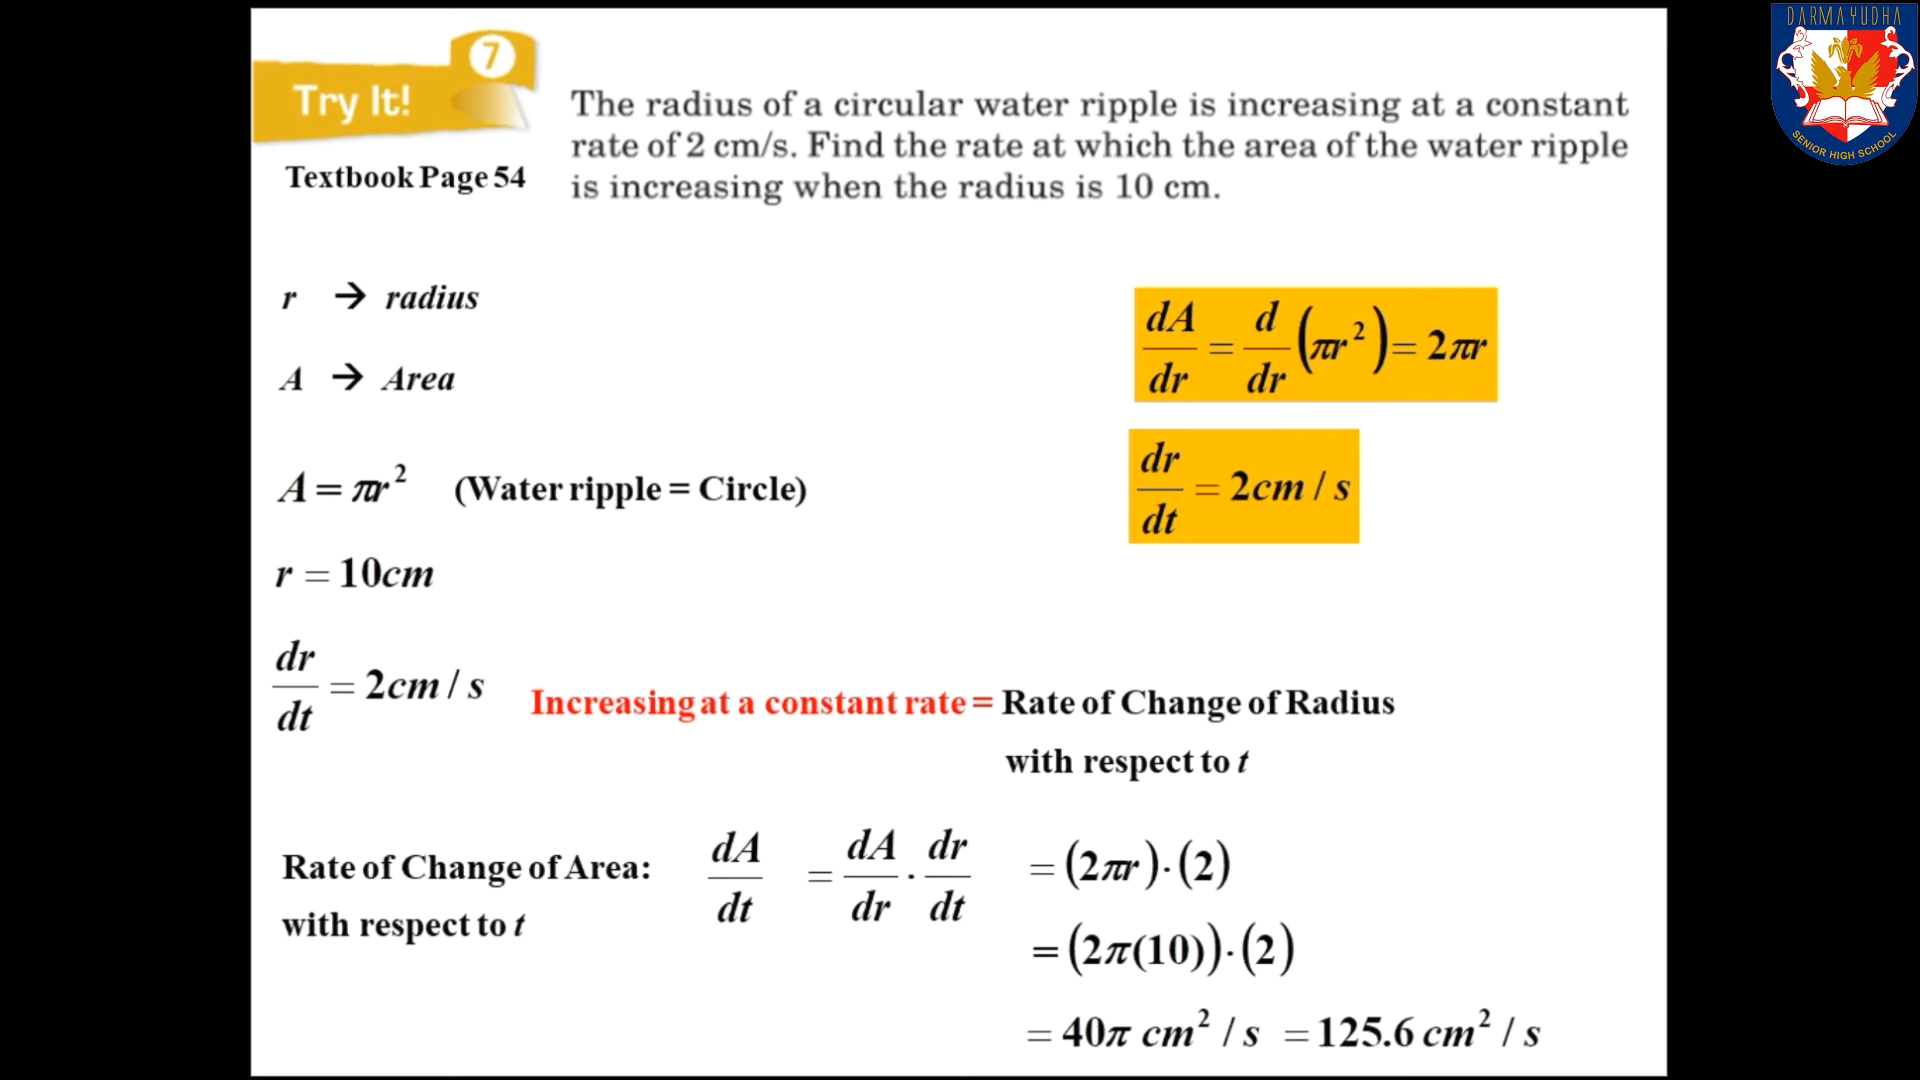 DARMA YUDHA
SENIOR HIGH SCHOOL
7
Try It!
Textbook Page 54
The radius of a circular water ripple is increasing at a constant
rate of 2 cm/s. Find the rate at which the area of the water ripple
is increasing when the radius is 10 cm.
r → radius
A → Area
dA/dr = d/dr (πr²) = 2πr
dr/dt = 2cm / s
A = πr² (Water ripple = Circle)
r = 10cm
dr/dt = 2cm / s
Increasing at a constant rate = Rate of Change of Radius
with respect to t
Rate of Change of Area: dA/dt = dA/dr · dr/dt = (2πr)·(2)
with respect to t
= (2π(10))·(2)
= 40π cm² / s = 125.6 cm² / s